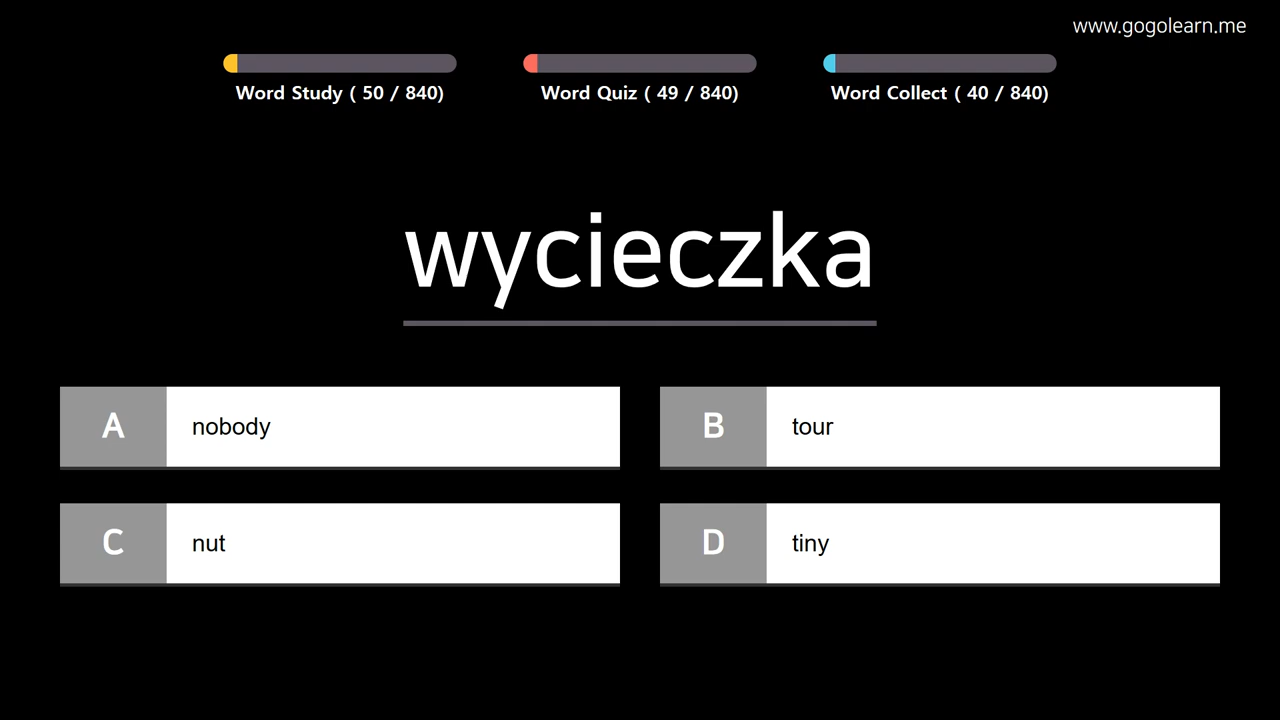 www.gogolearn.me
Word Study ( 50 / 840)
Word Quiz ( 49 / 840)
Word Collect ( 40 / 840)
wycieczka
A nobody
B tour
C nut
D tiny